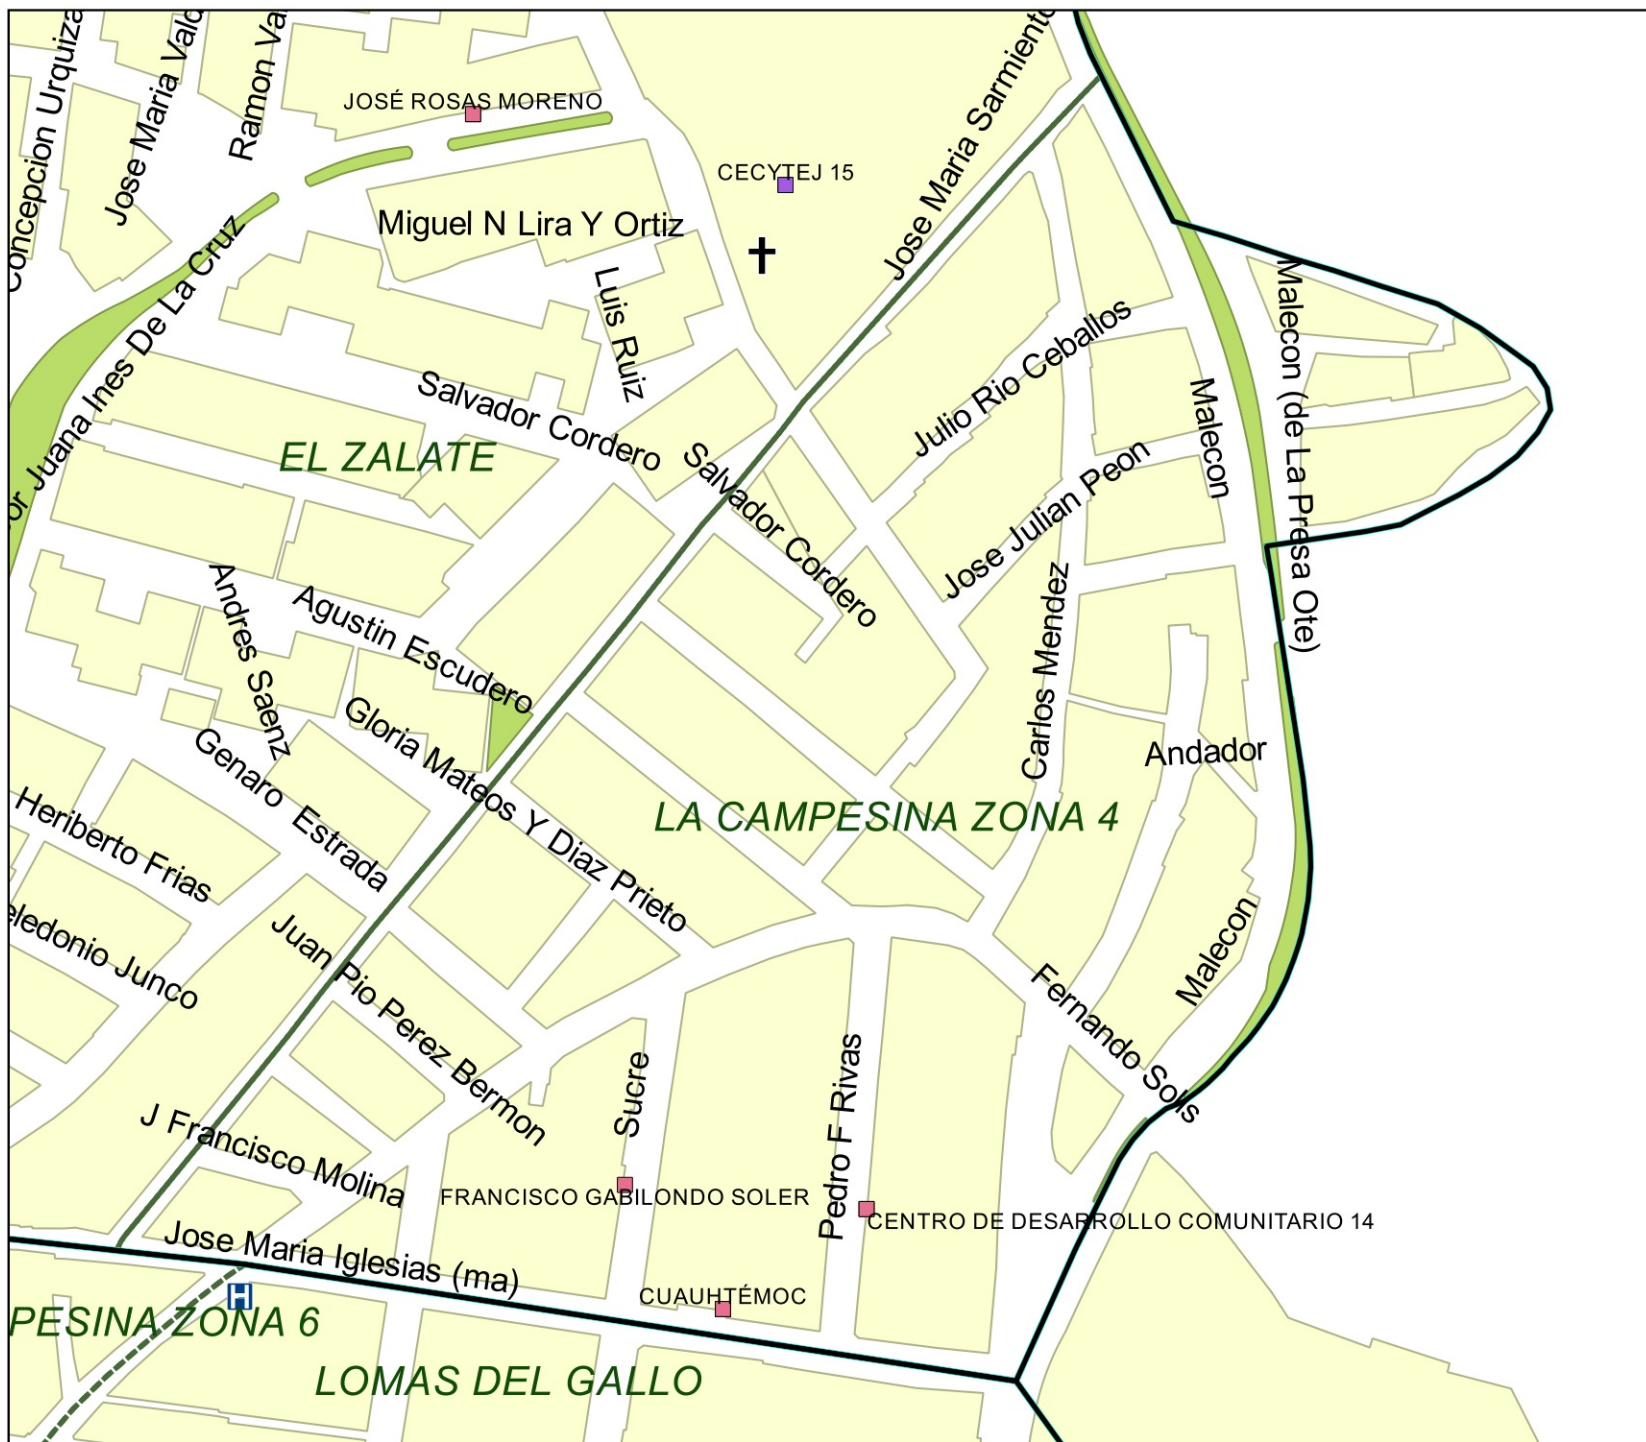 Concepcion Urquiza
Jose Maria
Ramon
Jose Maria Sarmiento
JOSÉ ROSAS MORENO
CECYTEJ 15
Miguel N Lira Y Ortiz
Juana Ines De La Cruz
Luis Ruiz
Julio Rio Ceballos
Malecon (de La Presa Ote)
Salvador Cordero
EL ZALATE
Salvador Cordero
Malecon
Jose Julian Peon
Andres Saenz
Agustin Escudero
Carlos Mendez
Gloria Mateos Y Diaz Prieto
Genaro Estrada
Andador
Heriberto Frias
LA CAMPESINA ZONA 4
eledonio Junco
Juan Pio Perez Bermon
Malecon
Fernando Solis
Sucre
Pedro F Rivas
J Francisco Molina
FRANCISCO GABILONDO SOLER
CENTRO DE DESARROLLO COMUNITARIO 14
Jose Maria Iglesias (ma)
CUAUHTÉMOC
H
PESINA ZONA 6
LOMAS DEL GALLO